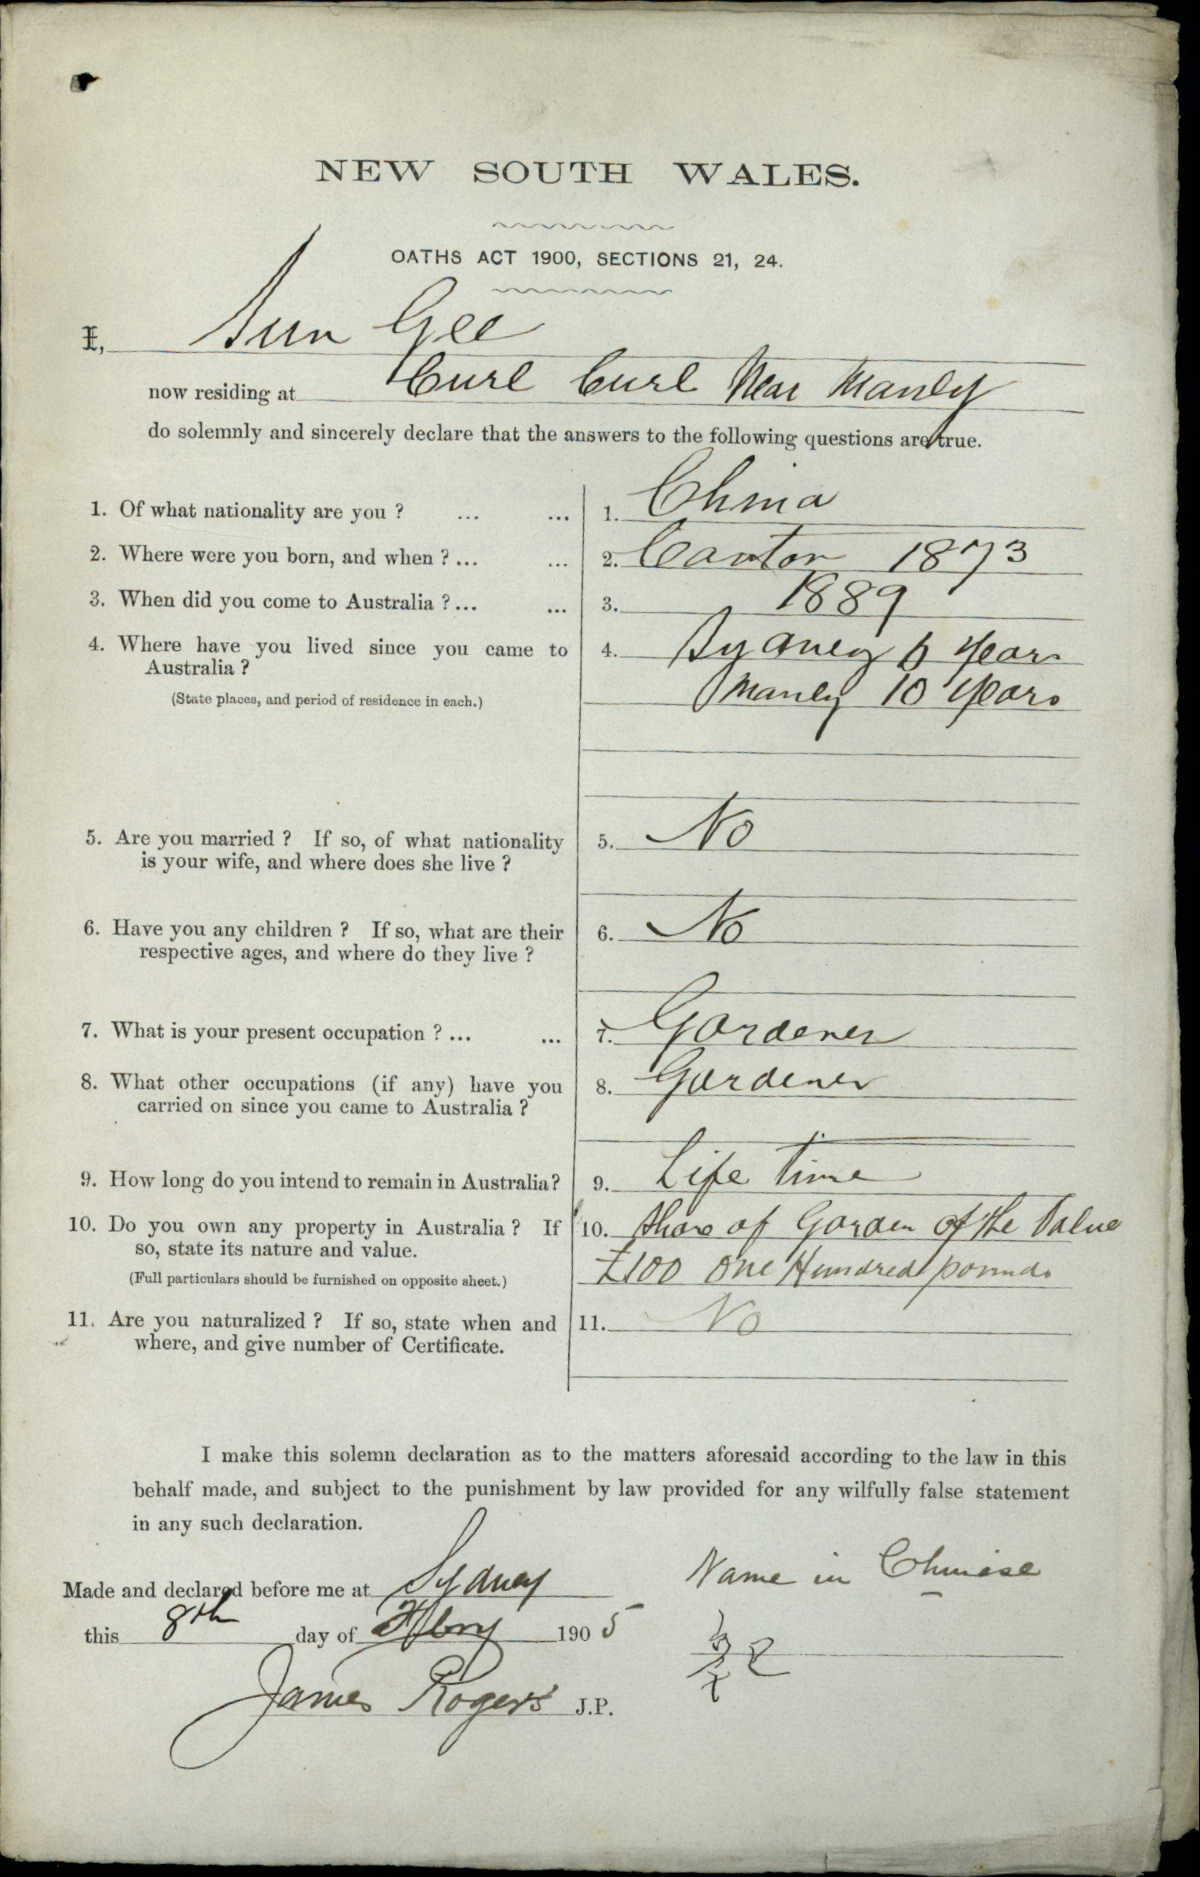 NEW SOUTH WALES.
OATHS ACT 1900, SECTIONS 21, 24.
I, Sun Gee
now residing at Curl Curl Near Manly
do solemnly and sincerely declare that the answers to the following questions are true.
1. Of what nationality are you ? ... ... 1. China
2. Where were you born, and when ? ... ... 2. Canton 1873
3. When did you come to Australia ? ... ... 3. 1889
4. Where have you lived since you came to 4. Sydney 6 Years
Australia ?
(State places, and period of residence in each.) Manly 10 Years
5. Are you married ? If so, of what nationality 5. No
is your wife, and where does she live ?
6. Have you any children ? If so, what are their 6. No
respective ages, and where do they live ?
7. What is your present occupation ? ... ... 7. Gardener
8. What other occupations (if any) have you 8. Gardener
carried on since you came to Australia ?
9. How long do you intend to remain in Australia? 9. Life time
10. Do you own any property in Australia ? If 10. Share of Garden of the Value
so, state its nature and value.
(Full particulars should be furnished on opposite sheet.) £100 One Hundred pounds
11. Are you naturalized ? If so, state when and 11. No
where, and give number of Certificate.
I make this solemn declaration as to the matters aforesaid according to the law in this
behalf made, and subject to the punishment by law provided for any wilfully false statement
in any such declaration.
Made and declared before me at Sydney Name in Chinese
this 8th day of Febry 1905
James Rogers J.P.